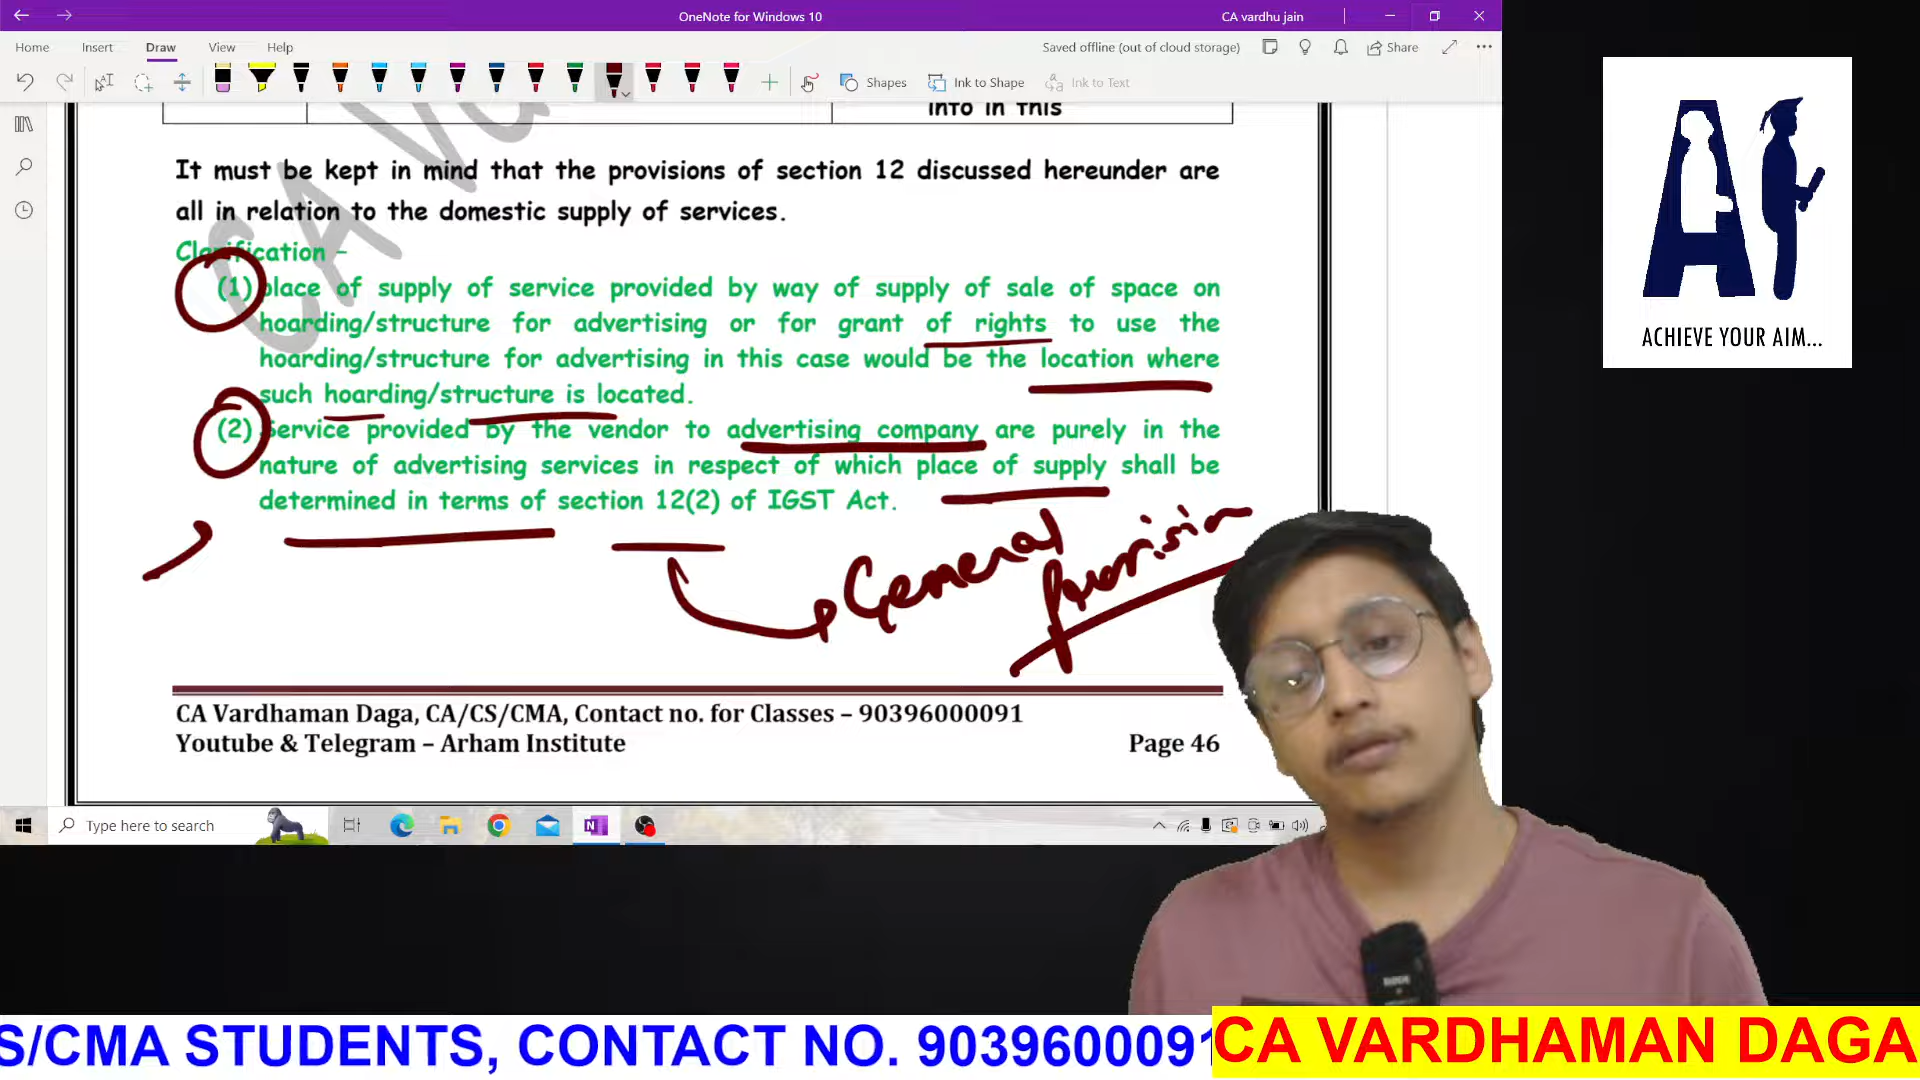 OneNote for Windows 10
CA vardhu jain
Home Insert Draw View Help
Saved offline (out of cloud storage)
Share
Shapes
Ink to Shape
Ink to Text
into in this
It must be kept in mind that the provisions of section 12 discussed hereunder are
all in relation to the domestic supply of services.
Clarification -
(1) place of supply of service provided by way of supply of sale of space on
hoarding/structure for advertising or for grant of rights to use the
hoarding/structure for advertising in this case would be the location where
such hoarding/structure is located.
(2) Service provided by the vendor to advertising company are purely in the
nature of advertising services in respect of which place of supply shall be
determined in terms of section 12(2) of IGST Act.
General
Provision
CA Vardhaman Daga, CA/CS/CMA, Contact no. for Classes – 90396000091
Youtube & Telegram – Arham Institute
Page 46
Type here to search
ACHIEVE YOUR AIM...
S/CMA STUDENTS, CONTACT NO. 9039600091
CA VARDHAMAN DAGA